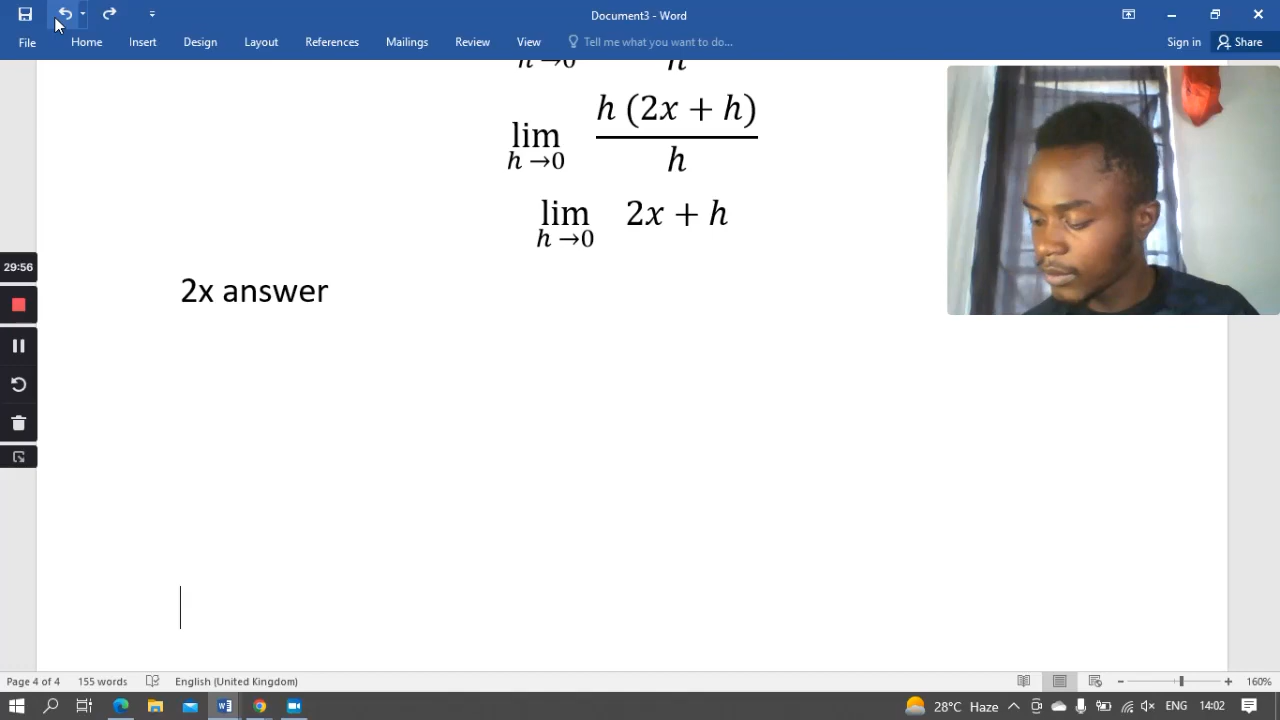 Document3 - Word
File Home Insert Design Layout References Mailings Review View Tell me what you want to do... Sign in Share
h →0 h
lim h →0 h (2x + h) / h
lim h →0 2x + h
29:56
2x answer
Page 4 of 4 155 words English (United Kingdom) 160%
28°C Haze ENG 14:02